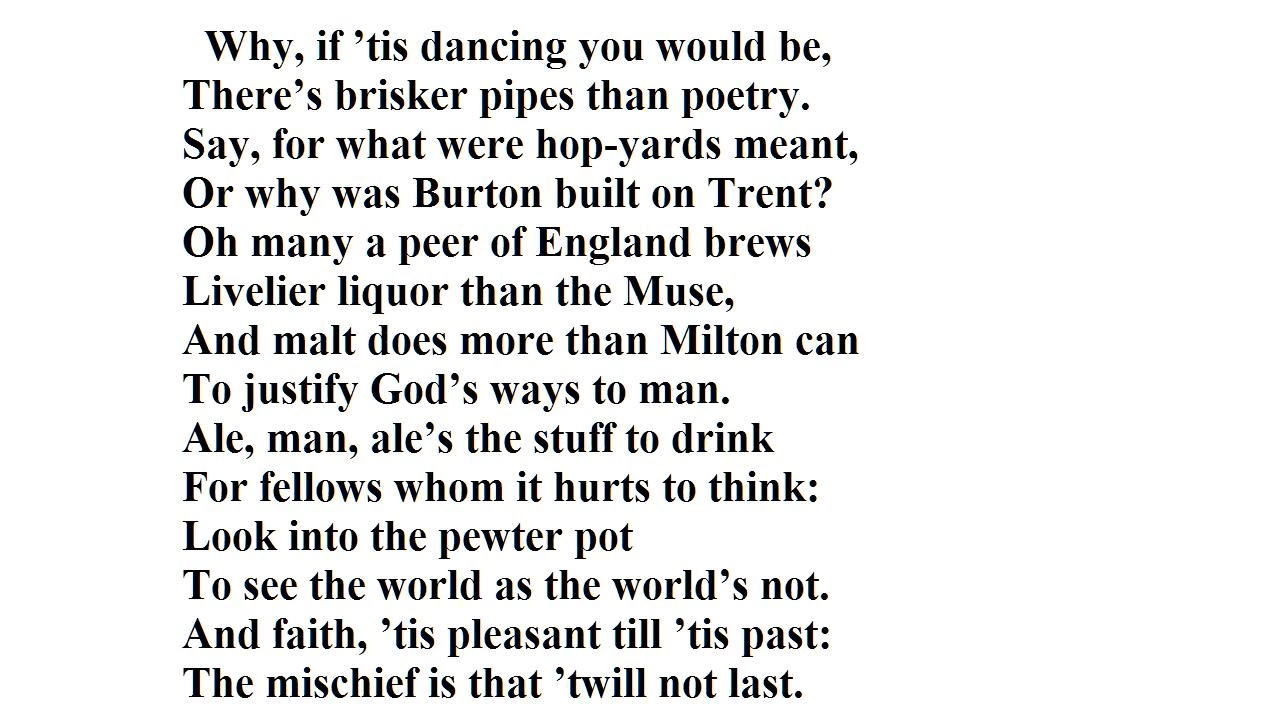 Why, if ’tis dancing you would be,
There’s brisker pipes than poetry.
Say, for what were hop-yards meant,
Or why was Burton built on Trent?
Oh many a peer of England brews
Livelier liquor than the Muse,
And malt does more than Milton can
To justify God’s ways to man.
Ale, man, ale’s the stuff to drink
For fellows whom it hurts to think:
Look into the pewter pot
To see the world as the world’s not.
And faith, ’tis pleasant till ’tis past:
The mischief is that ’twill not last.